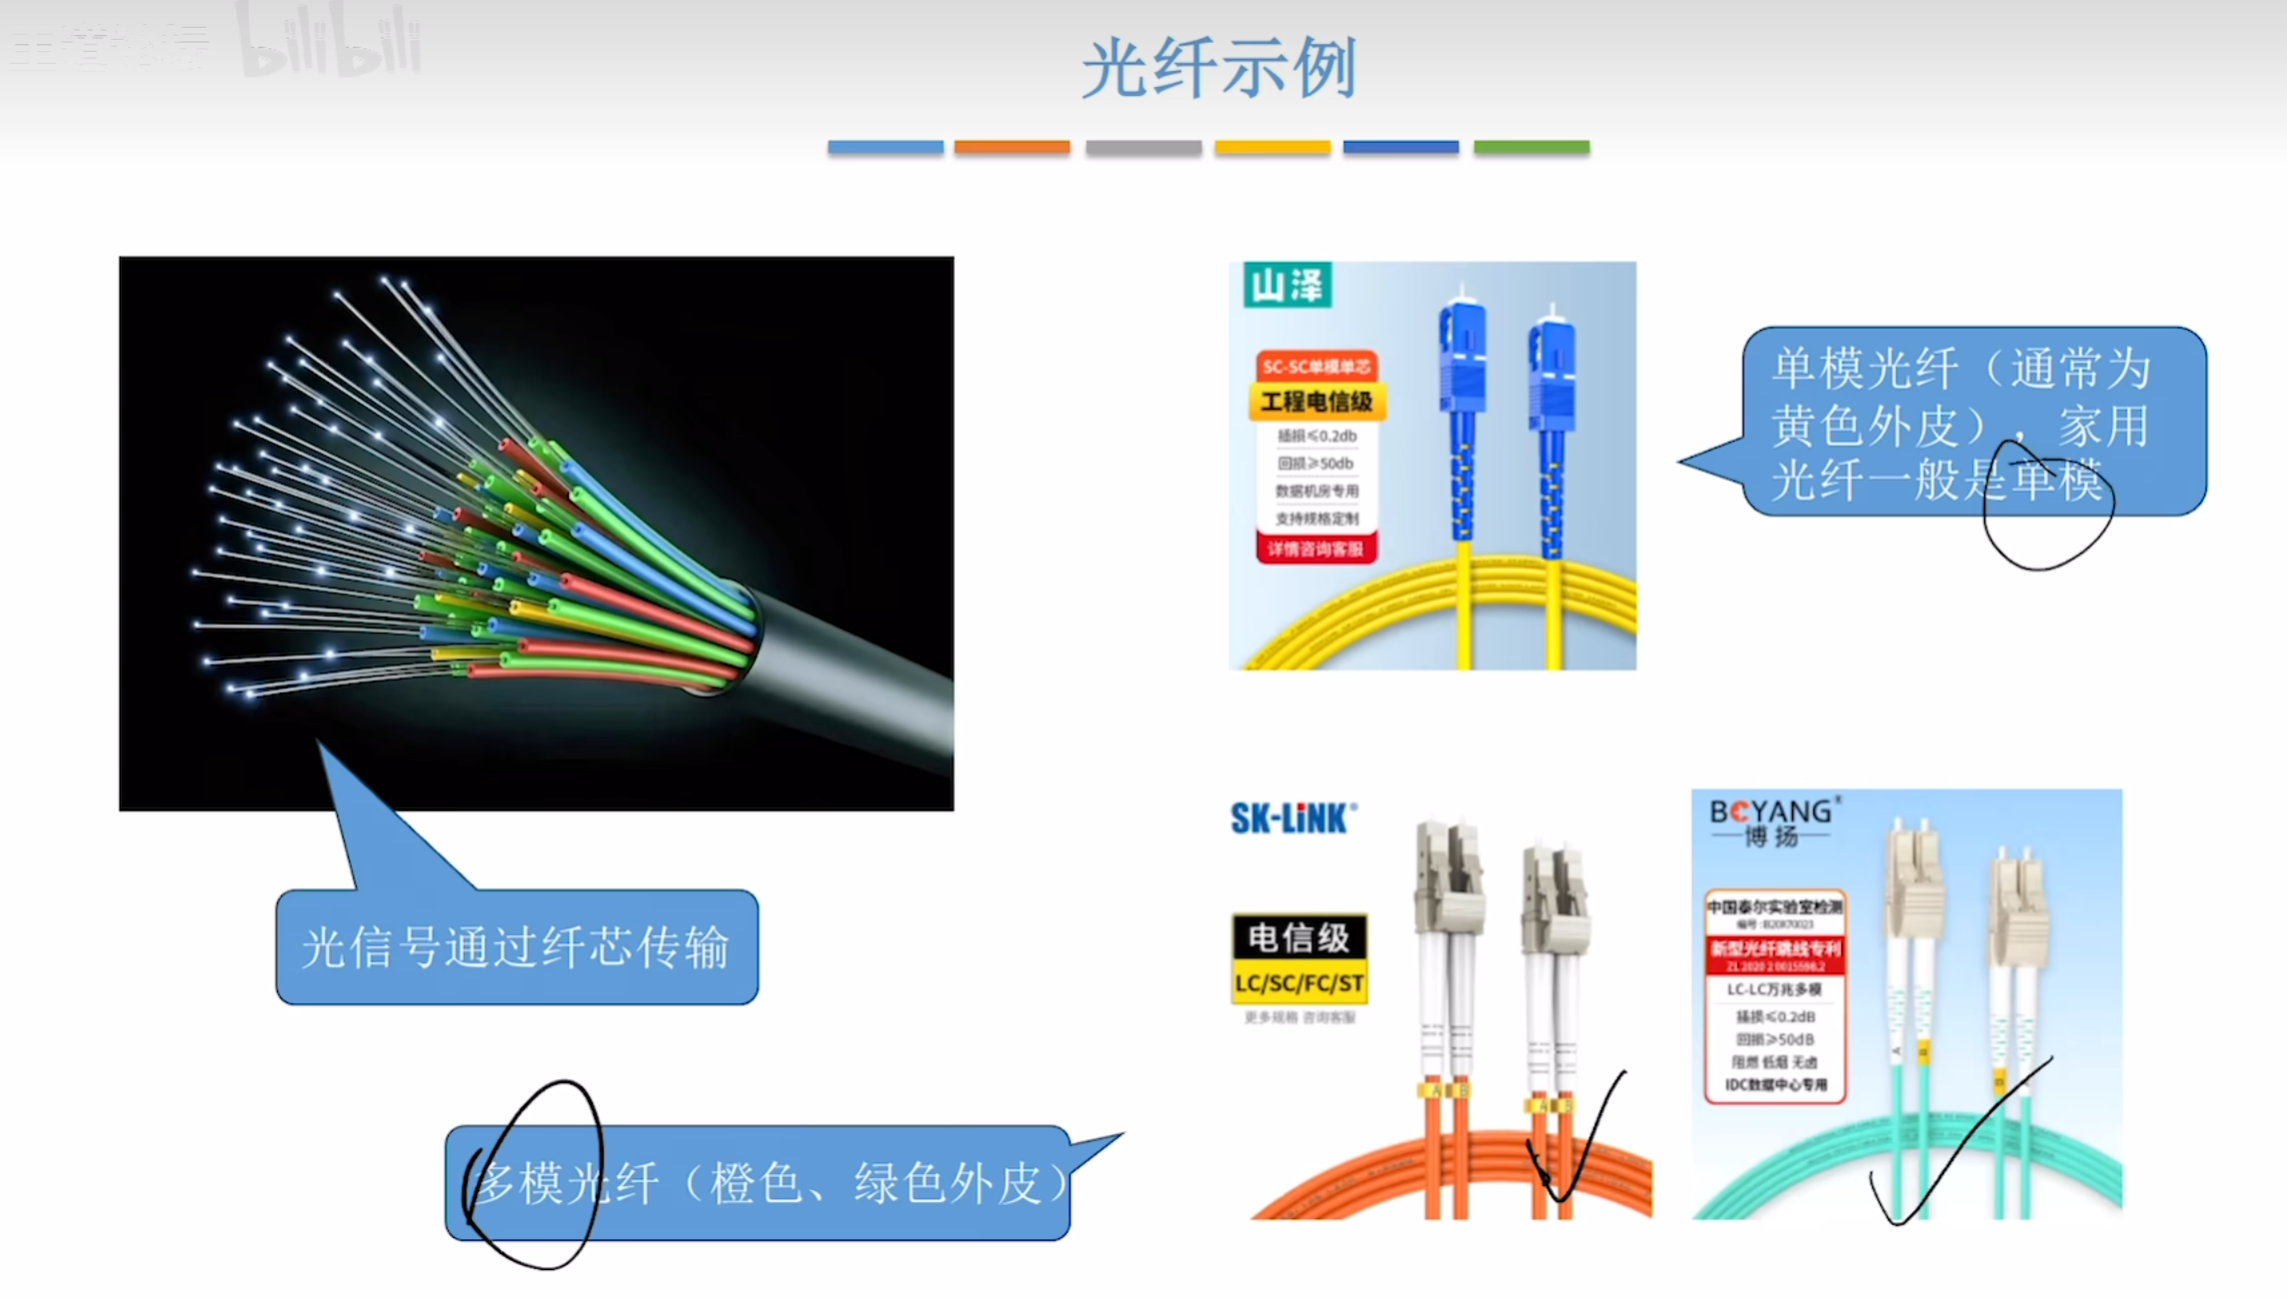 bilibili
光纤示例
山泽
SC-SC单模单芯
工程电信级
插损≤0.2db
回损≥50db
数据机房专用
支持规格定制
详情咨询客服
单模光纤（通常为
黄色外皮），家用
光纤一般是单模
光信号通过纤芯传输
多模光纤（橙色、绿色外皮）
SK-LiNK
电信级
LC/SC/FC/ST
更多规格 咨询客服
A B A B
BOYANG
博扬
中国泰尔实验室检测
新型光纤跳线专利
LC-LC万兆多模
插损≤0.2dB
回损≥50dB
阻燃 低烟 无卤
IDC数据中心专用